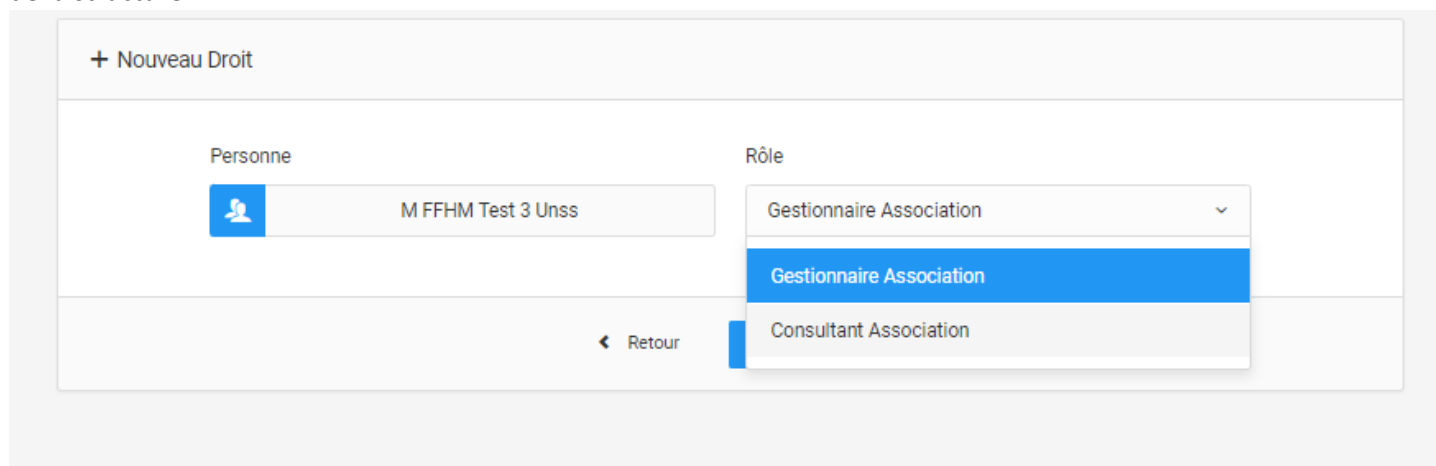 + Nouveau Droit
Personne
Rôle
M FFHM Test 3 Unss
Gestionnaire Association
Gestionnaire Association
Consultant Association
Retour